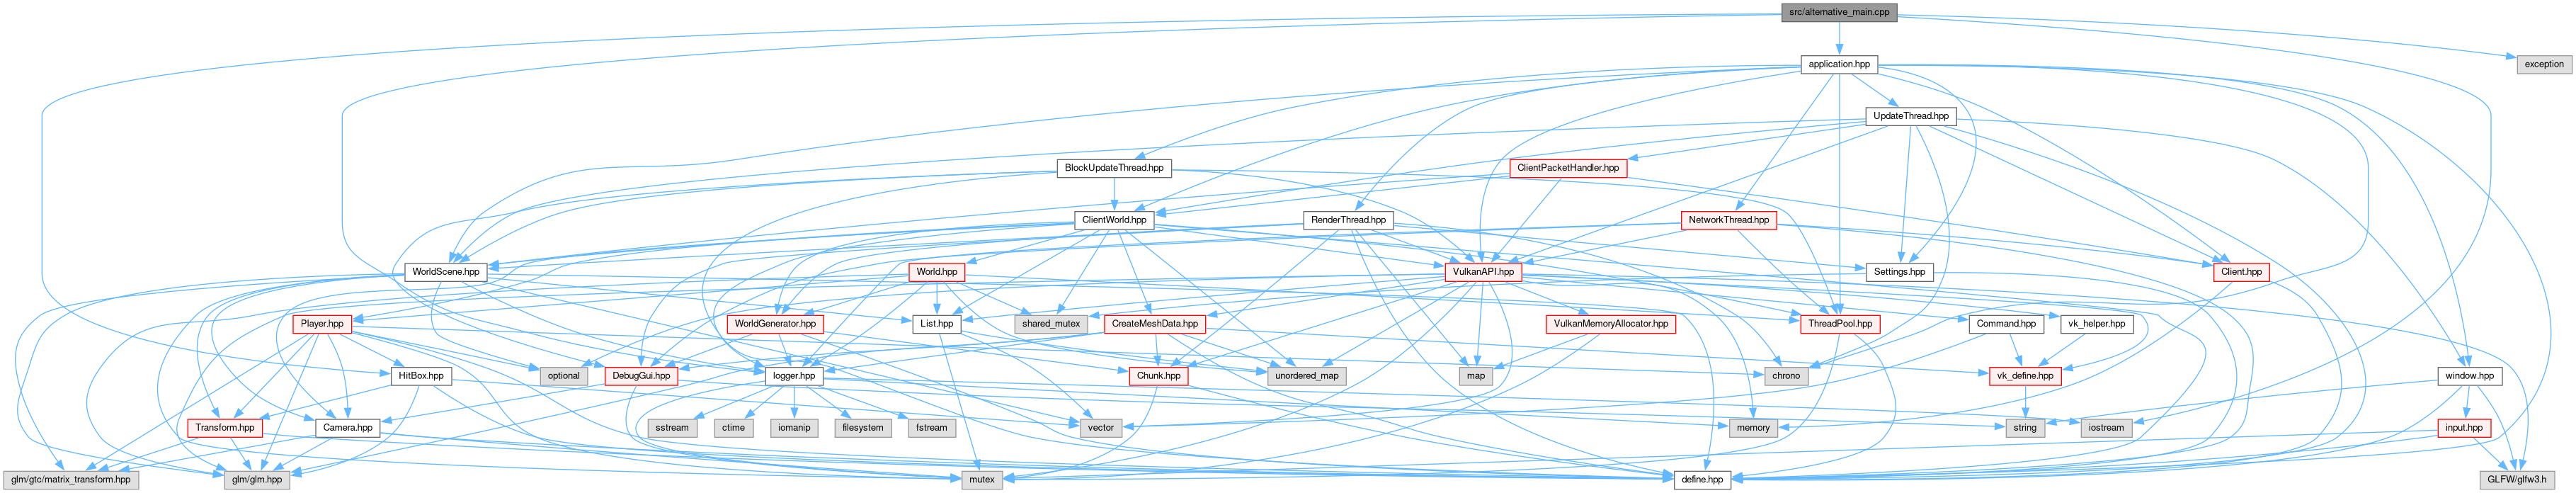 src/alternative_main.cpp
application.hpp
exception
UpdateThread.hpp
BlockUpdateThread.hpp
ClientPacketHandler.hpp
ClientWorld.hpp
RenderThread.hpp
NetworkThread.hpp
WorldScene.hpp
World.hpp
VulkanAPI.hpp
Settings.hpp
Client.hpp
Player.hpp
WorldGenerator.hpp
List.hpp
shared_mutex
CreateMeshData.hpp
VulkanMemoryAllocator.hpp
ThreadPool.hpp
Command.hpp
vk_helper.hpp
HitBox.hpp
optional
DebugGui.hpp
logger.hpp
Chunk.hpp
unordered_map
map
chrono
vk_define.hpp
window.hpp
Transform.hpp
Camera.hpp
sstream
ctime
iomanip
filesystem
fstream
vector
memory
string
iostream
input.hpp
glm/gtc/matrix_transform.hpp
glm/glm.hpp
mutex
define.hpp
GLFW/glfw3.h